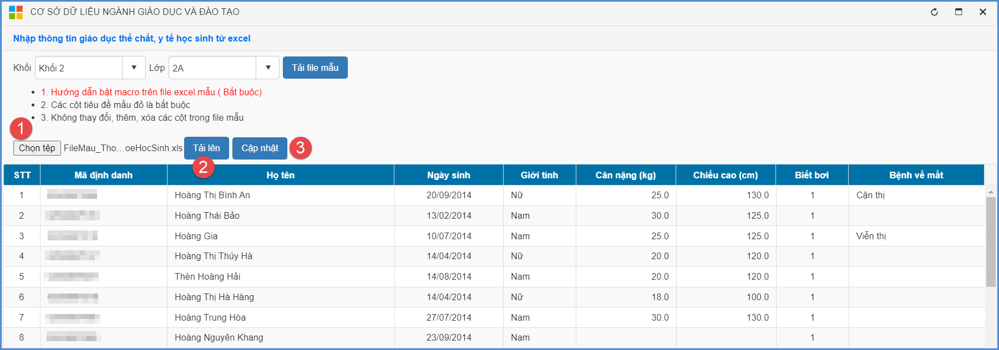 CƠ SỞ DỮ LIỆU NGÀNH GIÁO DỤC VÀ ĐÀO TẠO
Nhập thông tin giáo dục thể chất, y tế học sinh từ excel
Khối Khối 2 Lớp 2A Tải file mẫu
1. Hướng dẫn bật macro trên file excel mẫu ( Bắt buộc)
2. Các cột tiêu đề mầu đỏ là bắt buộc
3. Không thay đổi, thêm, xóa các cột trong file mẫu
1
Chọn tệp FileMau_Tho...oeHocSinh.xls Tải lên Cập nhật 3
2
STT Mã định danh Họ tên Ngày sinh Giới tính Cân nặng (kg) Chiều cao (cm) Biết bơi Bệnh về mắt
1 Hoàng Thị Bình An 20/09/2014 Nữ 25.0 130.0 1 Cận thị
2 Hoàng Thái Bảo 13/02/2014 Nam 30.0 125.0 1
3 Hoàng Gia 10/07/2014 Nam 25.0 125.0 1 Viễn thị
4 Hoàng Thị Thúy Hà 14/04/2014 Nữ 20.0 120.0 1
5 Thèn Hoàng Hải 14/08/2014 Nam 20.0 120.0 1
6 Hoàng Thị Hà Hàng 14/04/2014 Nữ 18.0 100.0 1
7 Hoàng Trung Hòa 27/07/2014 Nam 30.0 130.0 1
8 Hoàng Nguyên Khang 23/09/2014 Nam 1